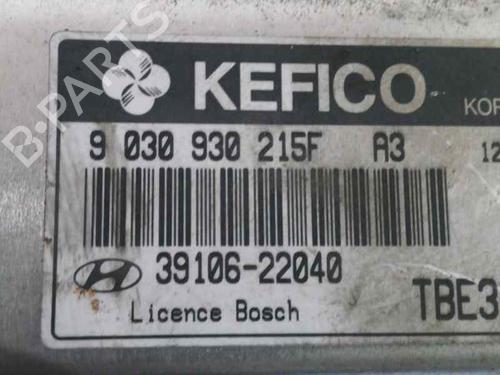 KEFICO
KOR
9 030 930 215F A3 12
39106-22040
Licence Bosch TBE3
B-PARTS